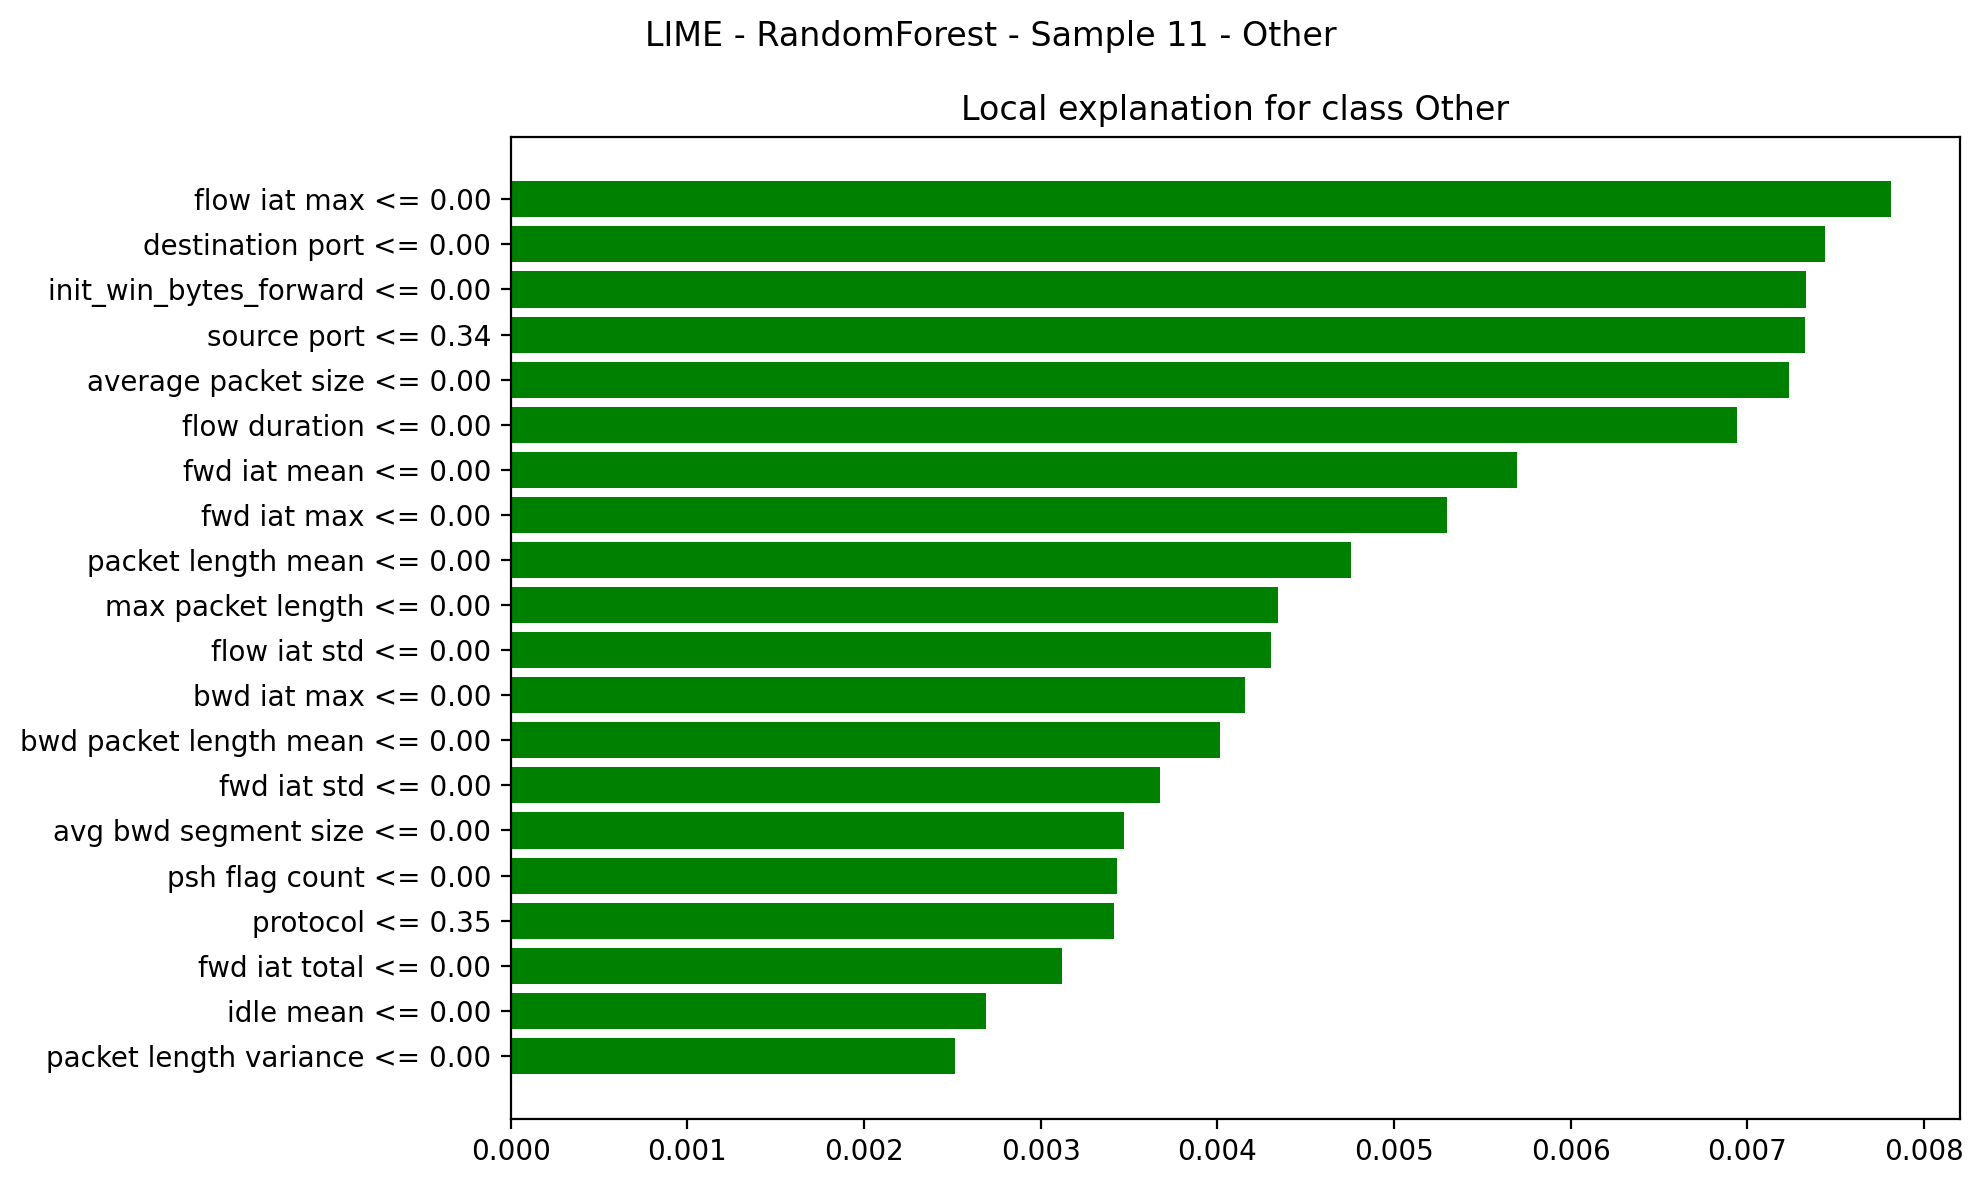 LIME - RandomForest - Sample 11 - Other
Local explanation for class Other
flow iat max <= 0.00
destination port <= 0.00
init_win_bytes_forward <= 0.00
source port <= 0.34
average packet size <= 0.00
flow duration <= 0.00
fwd iat mean <= 0.00
fwd iat max <= 0.00
packet length mean <= 0.00
max packet length <= 0.00
flow iat std <= 0.00
bwd iat max <= 0.00
bwd packet length mean <= 0.00
fwd iat std <= 0.00
avg bwd segment size <= 0.00
psh flag count <= 0.00
protocol <= 0.35
fwd iat total <= 0.00
idle mean <= 0.00
packet length variance <= 0.00
0.000 0.001 0.002 0.003 0.004 0.005 0.006 0.007 0.008